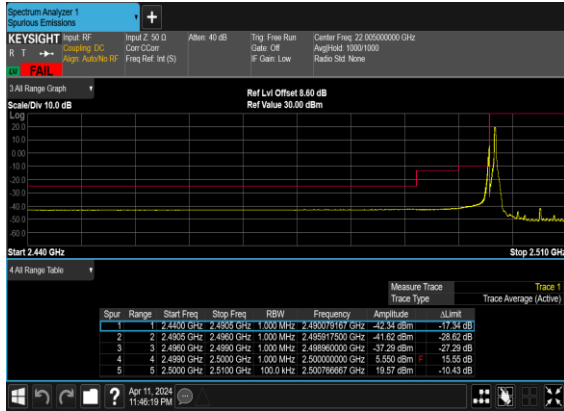 Spectrum Analyzer 1
Spurious Emissions
+
KEYSIGHT Input: RF Input Z: 50 Ω Atten: 40 dB Trig: Free Run Center Freq: 22.005000000 GHz
R T Coupling: DC Corr CCorr Gate: Off Avg|Hold: 1000/1000
Align: Auto/No RF Freq Ref: Int (S) IF Gain: Low Radio Std: None
LV FAIL
3 All Range Graph
Ref Lvl Offset 8.60 dB
Scale/Div 10.0 dB Ref Value 30.00 dBm
Log
20.0
10.0
0.00
-10.0
-20.0
-30.0
-40.0
-50.0
-60.0
Start 2.440 GHz Stop 2.510 GHz
4 All Range Table
Measure Trace Trace 1
Trace Type Trace Average (Active)
Spur Range Start Freq Stop Freq RBW Frequency Amplitude ΔLimit
1 1 2.4400 GHz 2.4905 GHz 1.000 MHz 2.490079167 GHz -42.34 dBm -17.34 dB
2 2 2.4905 GHz 2.4960 GHz 1.000 MHz 2.495917500 GHz -41.62 dBm -28.62 dB
3 3 2.4960 GHz 2.4990 GHz 1.000 MHz 2.498960000 GHz -37.29 dBm -27.29 dB
4 4 2.4990 GHz 2.5000 GHz 1.000 MHz 2.500000000 GHz 5.550 dBm F 15.55 dB
5 5 2.5000 GHz 2.5100 GHz 100.0 kHz 2.500766667 GHz 19.57 dBm -10.43 dB
? Apr 11, 2024
11:46:19 PM